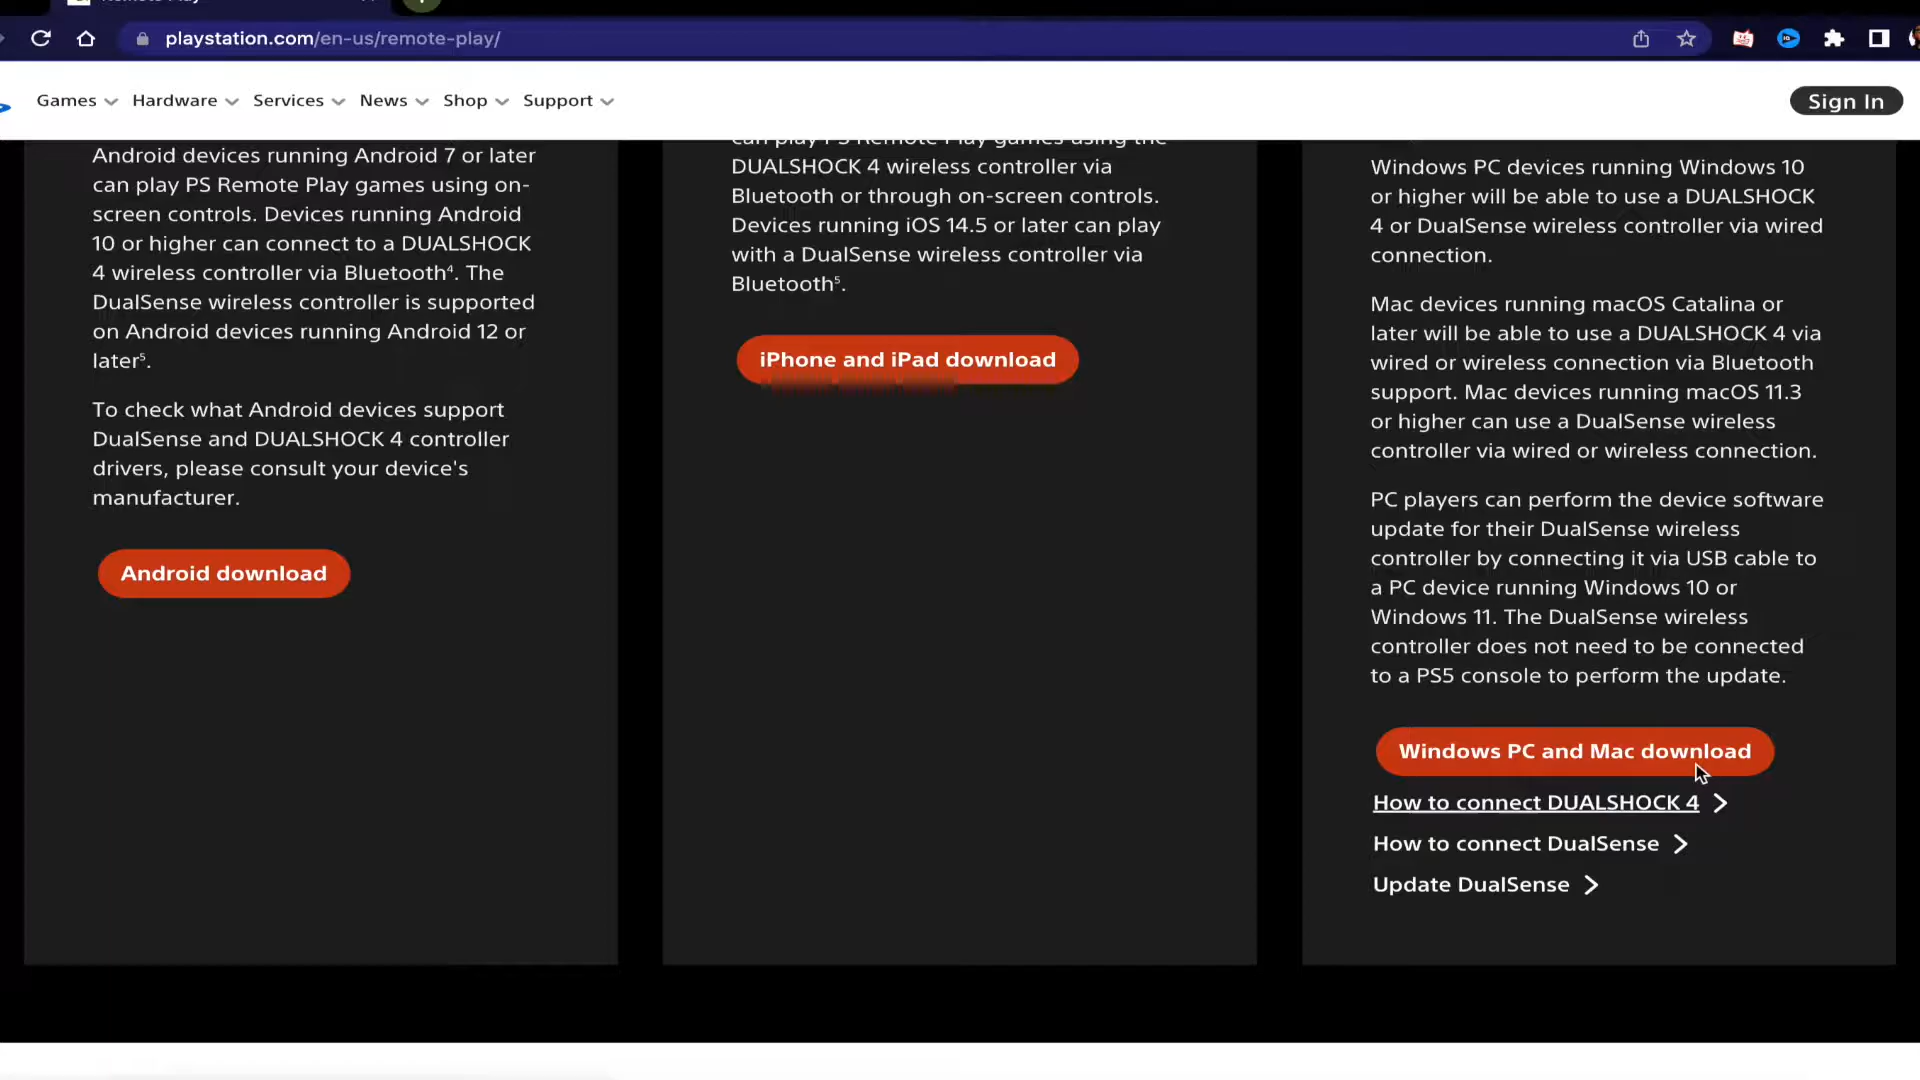 playstation.com/en-us/remote-play/
Games
Hardware
Services
News
Shop
Support
Sign In
Android devices running Android 7 or later
can play PS Remote Play games using on-
screen controls. Devices running Android
10 or higher can connect to a DUALSHOCK
4 wireless controller via Bluetooth⁴. The
DualSense wireless controller is supported
on Android devices running Android 12 or
later⁵.
To check what Android devices support
DualSense and DUALSHOCK 4 controller
drivers, please consult your device's
manufacturer.
Android download
can play PS Remote Play games using the
DUALSHOCK 4 wireless controller via
Bluetooth or through on-screen controls.
Devices running iOS 14.5 or later can play
with a DualSense wireless controller via
Bluetooth⁵.
iPhone and iPad download
Windows PC devices running Windows 10
or higher will be able to use a DUALSHOCK
4 or DualSense wireless controller via wired
connection.
Mac devices running macOS Catalina or
later will be able to use a DUALSHOCK 4 via
wired or wireless connection via Bluetooth
support. Mac devices running macOS 11.3
or higher can use a DualSense wireless
controller via wired or wireless connection.
PC players can perform the device software
update for their DualSense wireless
controller by connecting it via USB cable to
a PC device running Windows 10 or
Windows 11. The DualSense wireless
controller does not need to be connected
to a PS5 console to perform the update.
Windows PC and Mac download
How to connect DUALSHOCK 4
How to connect DualSense
Update DualSense